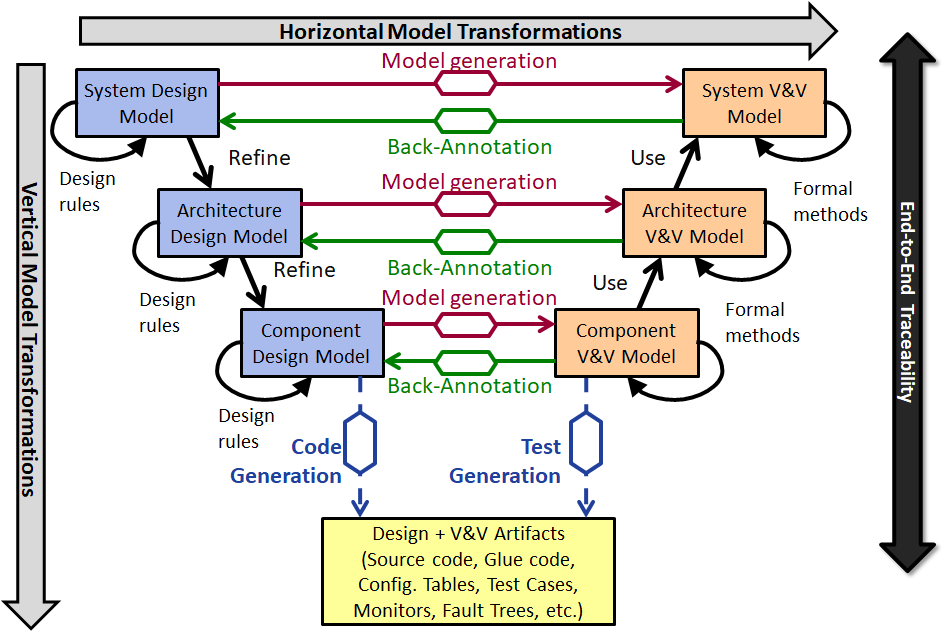 Horizontal Model Transformations
Model generation
System Design
Model
System V&V
Model
Back-Annotation
Design
rules
Refine
Use
Formal
methods
Model generation
Architecture
Design Model
Architecture
V&V Model
Back-Annotation
Design
rules
Refine
Use
Formal
methods
Model generation
Component
Design Model
Component
V&V Model
Back-Annotation
Design
rules
Code
Generation
Test
Generation
Design + V&V Artifacts
(Source code, Glue code,
Config. Tables, Test Cases,
Monitors, Fault Trees, etc.)
Vertical Model Transformations
End-to-End Traceability